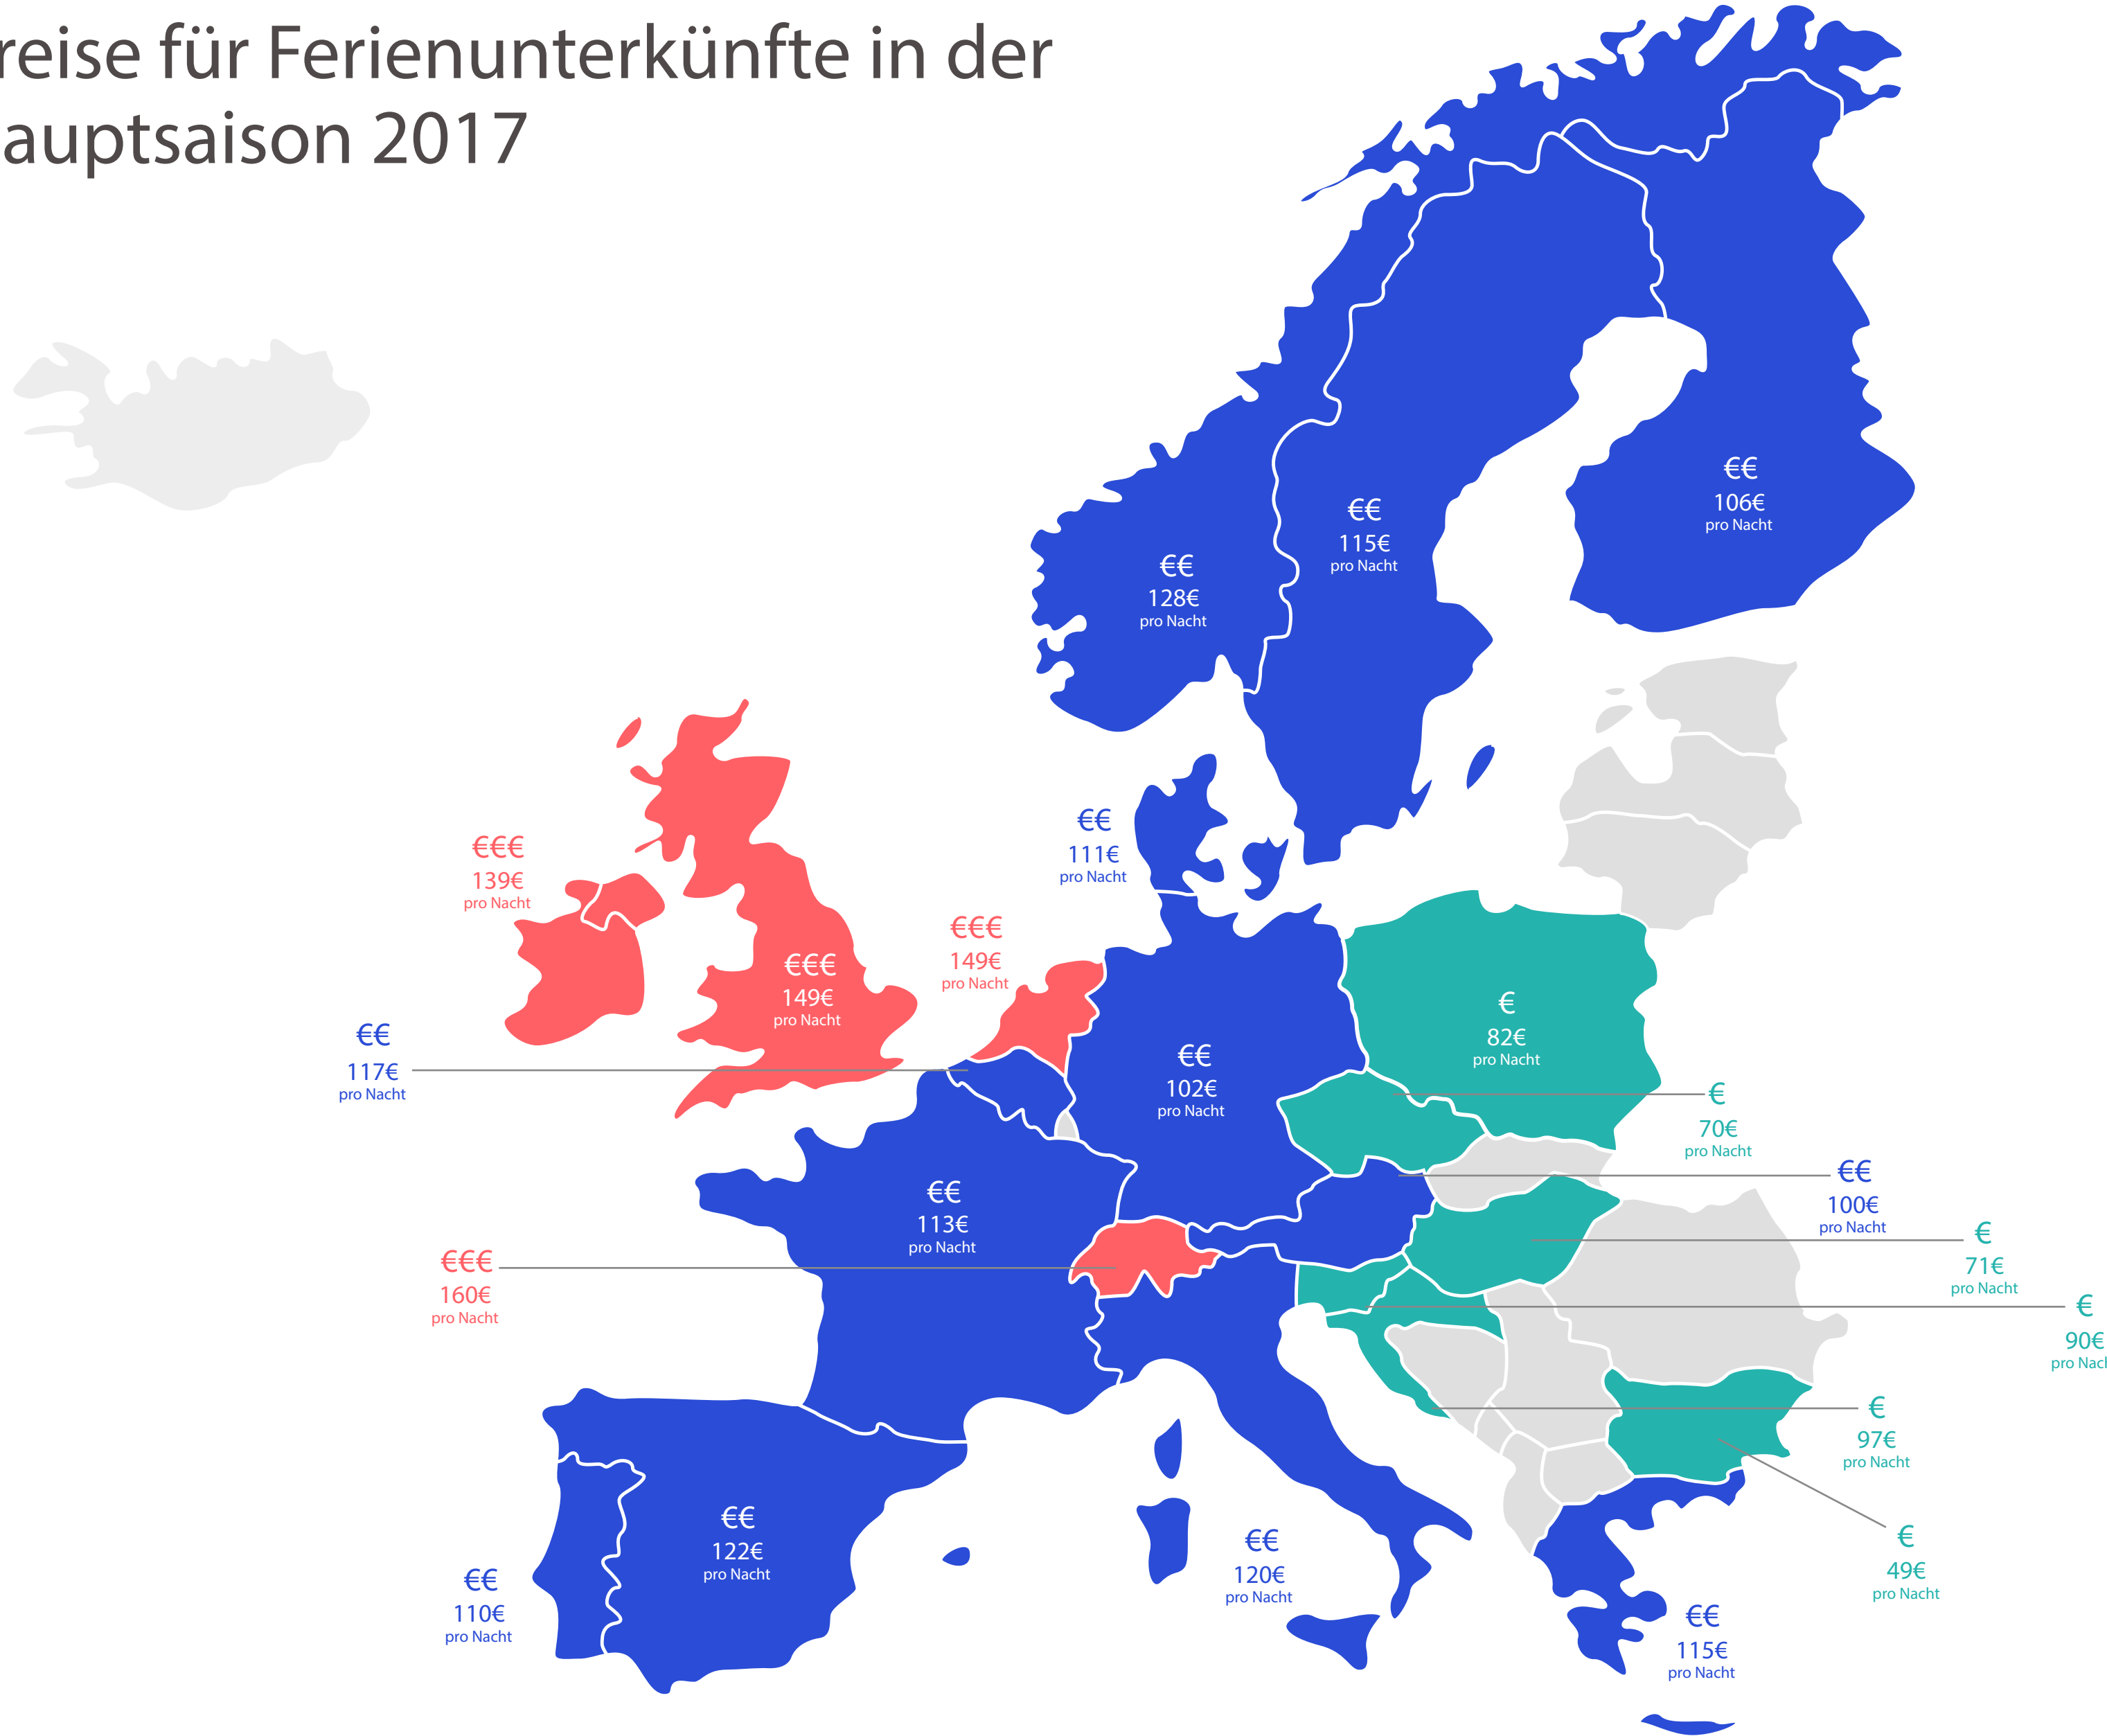 reise für Ferienunterkünfte in der
auptsaison 2017
€€
106€
pro Nacht
€€
115€
pro Nacht
€€
128€
pro Nacht
€€
111€
pro Nacht
€€€
139€
pro Nacht
€€€
149€
pro Nacht
€€€
149€
pro Nacht
€
82€
pro Nacht
€€
117€
pro Nacht
€€
102€
pro Nacht
€
70€
pro Nacht
€€
100€
pro Nacht
€€
113€
pro Nacht
€
71€
pro Nacht
€€€
160€
pro Nacht
€
90€
pro Nacl
€
97€
pro Nacht
€€
122€
pro Nacht
€
49€
pro Nacht
€€
120€
pro Nacht
€€
110€
pro Nacht
€€
115€
pro Nacht